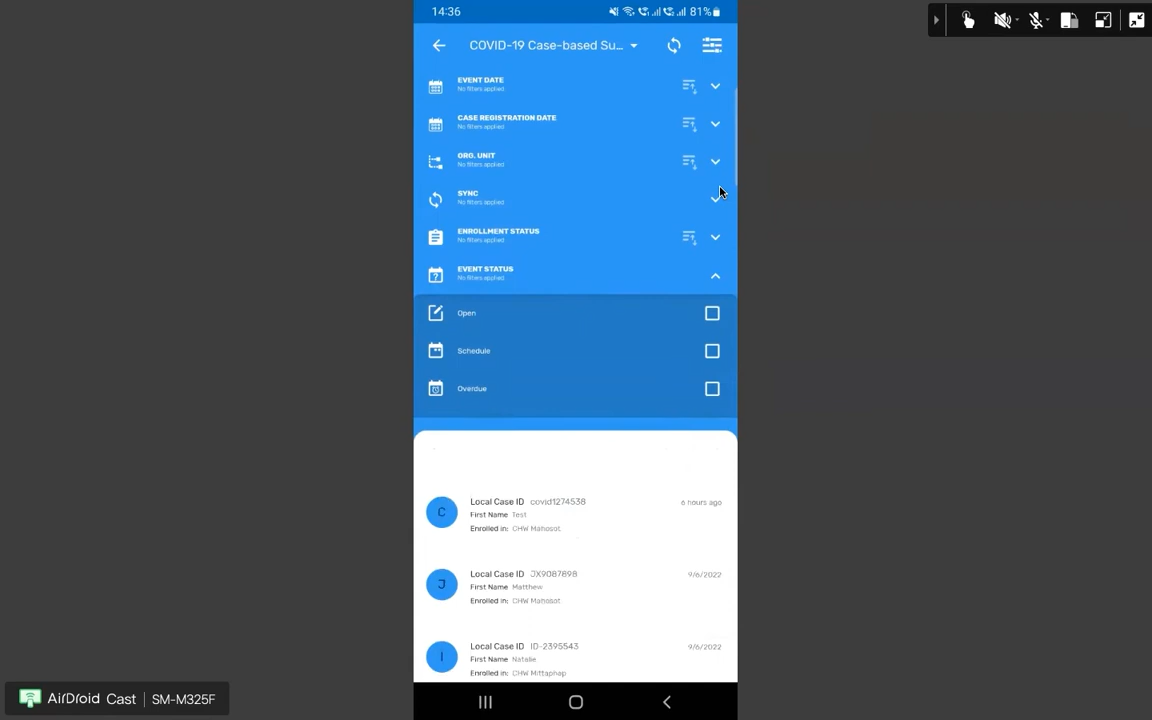 14:36
81%
COVID-19 Case-based Su...
EVENT DATE
No filters applied
CASE REGISTRATION DATE
No filters applied
ORG. UNIT
No filters applied
SYNC
No filters applied
ENROLLMENT STATUS
No filters applied
EVENT STATUS
No filters applied
Open
Schedule
Overdue
C
Local Case ID covid1274538
6 hours ago
First Name Test
Enrolled in: CHW Mahosot
J
Local Case ID JX9087898
9/6/2022
First Name Matthew
Enrolled in: CHW Mahosot
I
Local Case ID ID-2395543
9/6/2022
First Name Natalie
Enrolled in: CHW Mittaphap
AirDroid Cast | SM-M325F